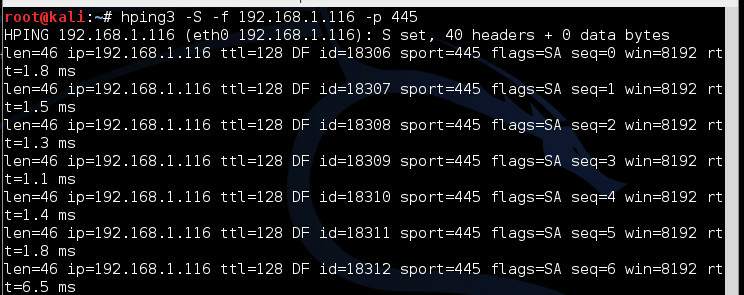 root@kali:~# hping3 -S -f 192.168.1.116 -p 445
HPING 192.168.1.116 (eth0 192.168.1.116): S set, 40 headers + 0 data bytes
len=46 ip=192.168.1.116 ttl=128 DF id=18306 sport=445 flags=SA seq=0 win=8192 rt
t=1.8 ms
len=46 ip=192.168.1.116 ttl=128 DF id=18307 sport=445 flags=SA seq=1 win=8192 rt
t=1.5 ms
len=46 ip=192.168.1.116 ttl=128 DF id=18308 sport=445 flags=SA seq=2 win=8192 rt
t=1.3 ms
len=46 ip=192.168.1.116 ttl=128 DF id=18309 sport=445 flags=SA seq=3 win=8192 rt
t=1.1 ms
len=46 ip=192.168.1.116 ttl=128 DF id=18310 sport=445 flags=SA seq=4 win=8192 rt
t=1.4 ms
len=46 ip=192.168.1.116 ttl=128 DF id=18311 sport=445 flags=SA seq=5 win=8192 rt
t=1.8 ms
len=46 ip=192.168.1.116 ttl=128 DF id=18312 sport=445 flags=SA seq=6 win=8192 rt
t=6.5 ms